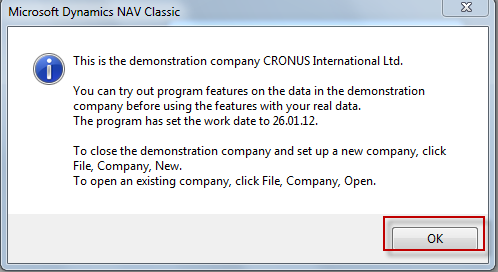 Microsoft Dynamics NAV Classic
This is the demonstration company CRONUS International Ltd.
You can try out program features on the data in the demonstration
company before using the features with your real data.
The program has set the work date to 26.01.12.
To close the demonstration company and set up a new company, click
File, Company, New.
To open an existing company, click File, Company, Open.
OK